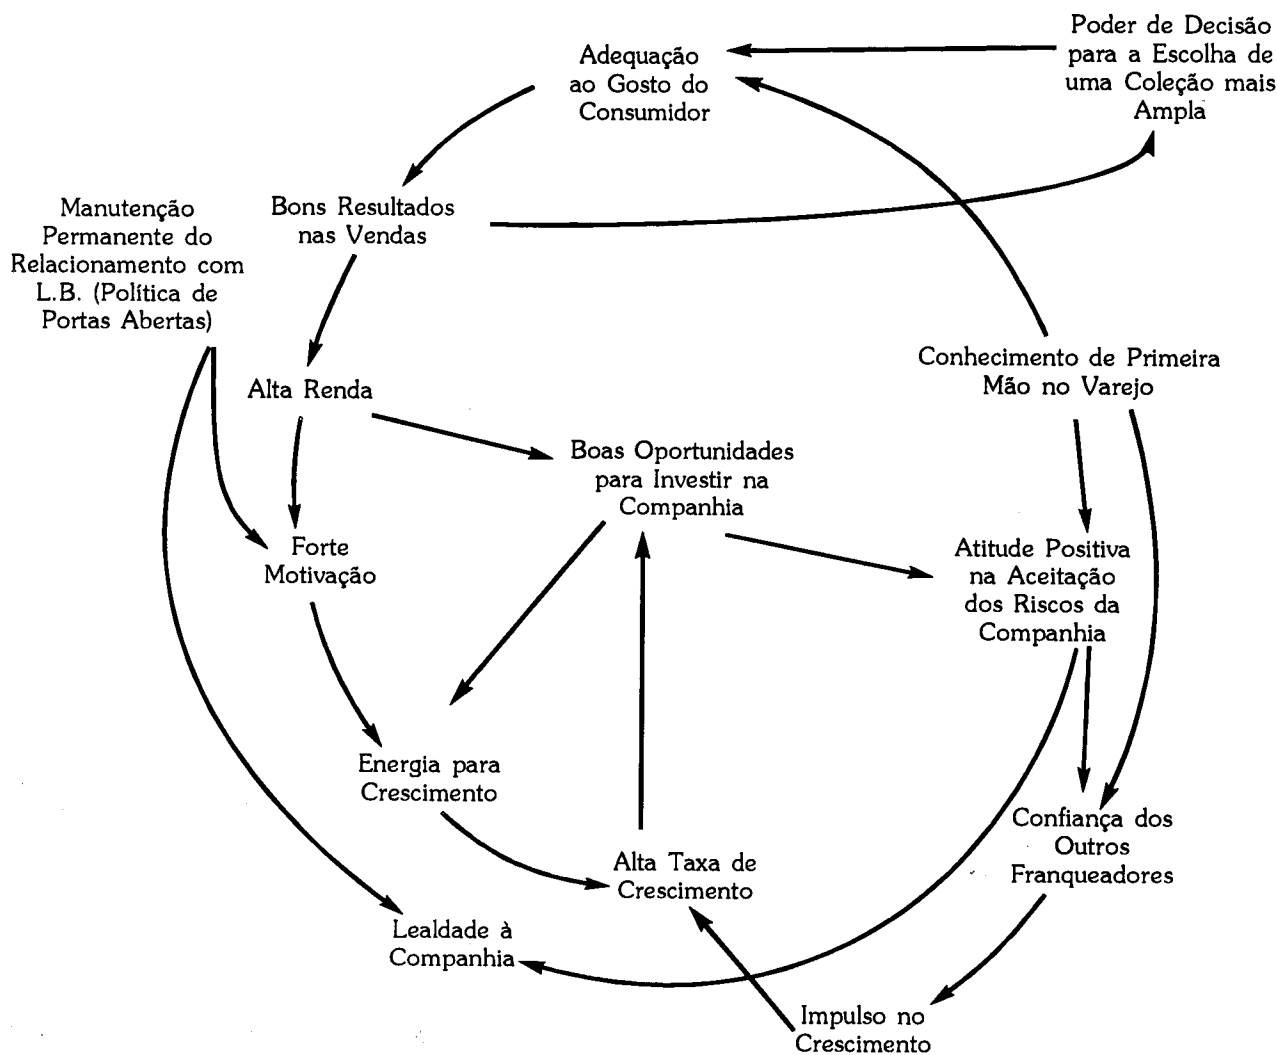 Poder de Decisão
para a Escolha de
uma Coleção mais
Ampla
Adequação
ao Gosto do
Consumidor
Manutenção
Permanente do
Relacionamento com
L.B. (Política de
Portas Abertas)
Bons Resultados
nas Vendas
Alta Renda
Conhecimento de Primeira
Mão no Varejo
Boas Oportunidades
para Investir na
Companhia
Forte
Motivação
Atitude Positiva
na Aceitação
dos Riscos da
Companhia
Energia para
Crescimento
Confiança dos
Outros
Franqueadores
Alta Taxa de
Crescimento
Lealdade à
Companhia
Impulso no
Crescimento